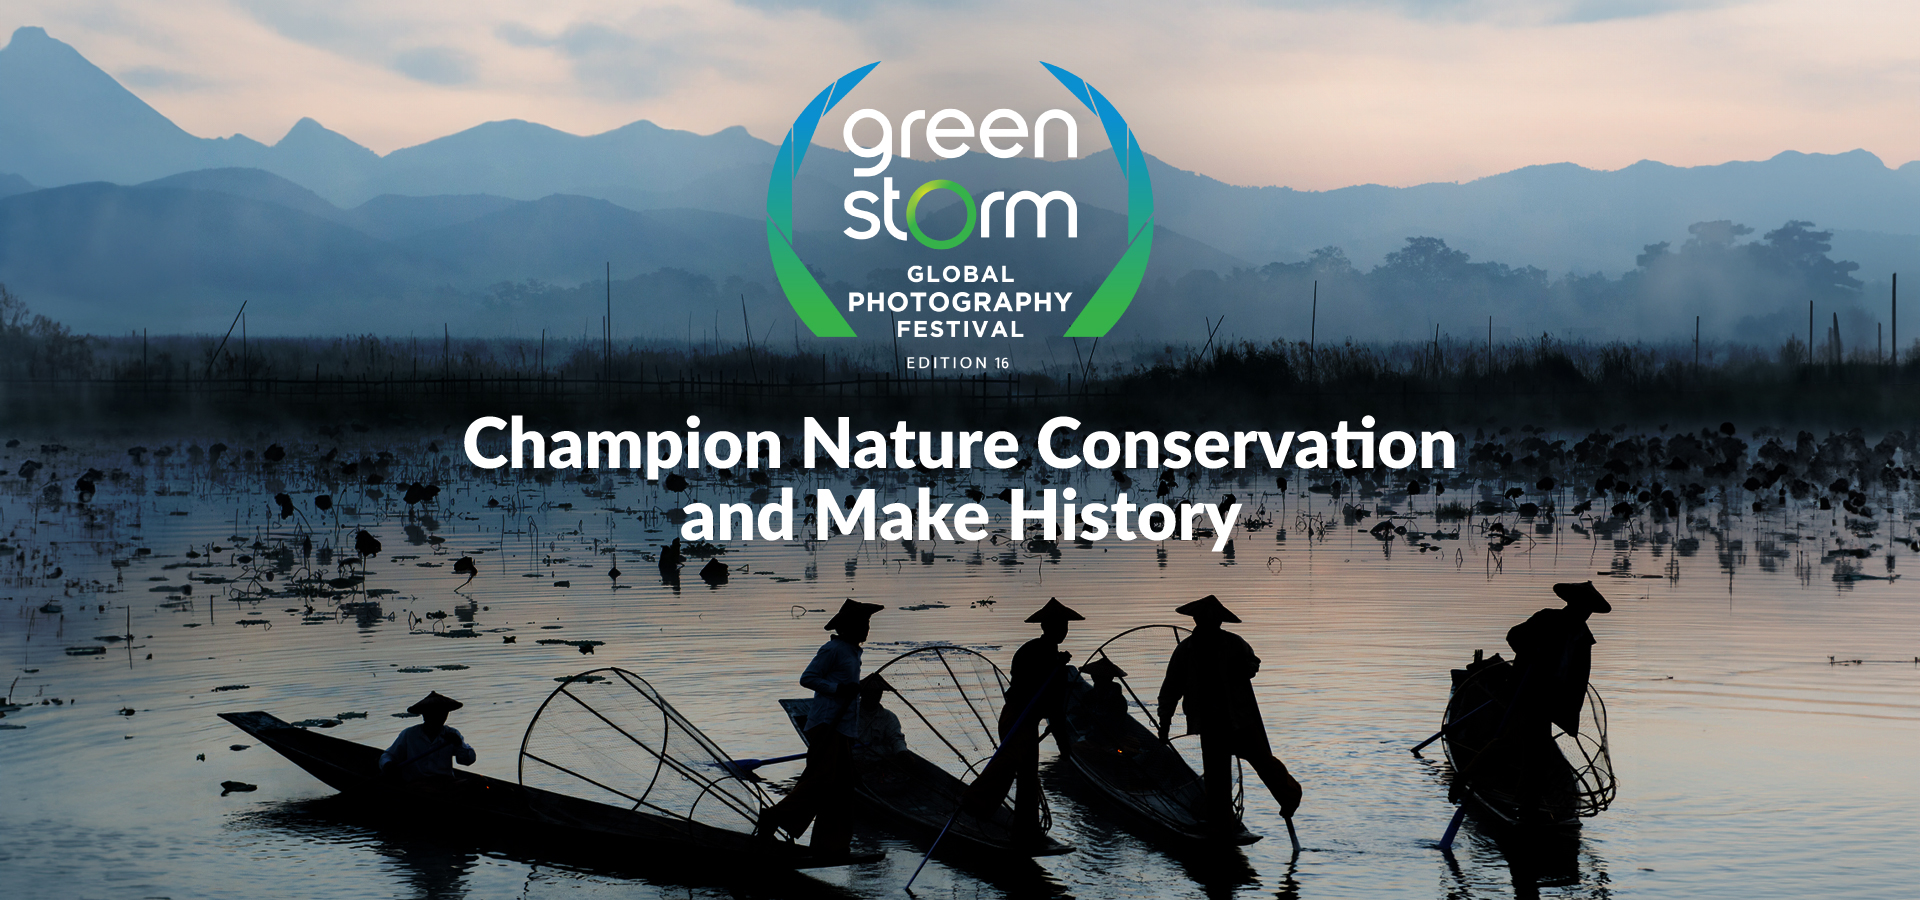 green
storm
GLOBAL
PHOTOGRAPHY
FESTIVAL
EDITION 16
Champion Nature Conservation
and Make History